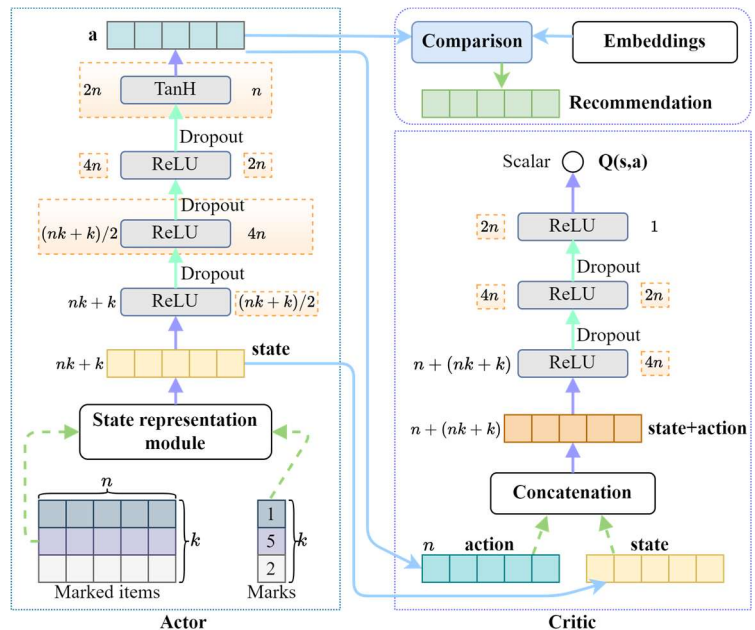 a
2n
TanH
n
Dropout
4n
ReLU
2n
Dropout
(nk + k)/2
ReLU
4n
Dropout
nk + k
ReLU
(nk + k)/2
nk + k
state
State representation
module
n
k
1
5
2
k
Marked items
Marks
Actor
Comparison
Embeddings
Recommendation
Scalar
Q(s,a)
2n
ReLU
1
Dropout
4n
ReLU
2n
Dropout
n + (nk + k)
ReLU
4n
n + (nk + k)
state+action
Concatenation
n
action
state
Critic